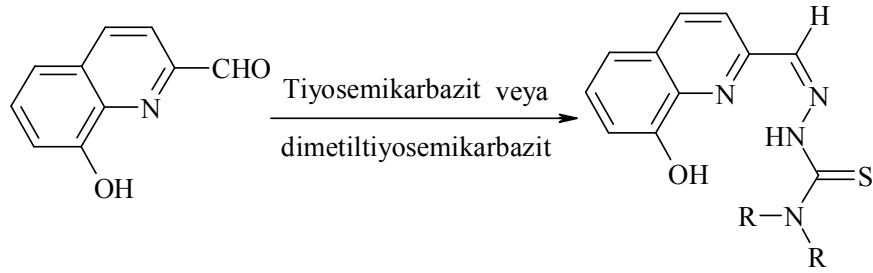 CHO
N
OH
Tiyosemikarbazit veya
dimetiltiyosemikarbazit
H
N
N
HN
OH
S
R
N
R